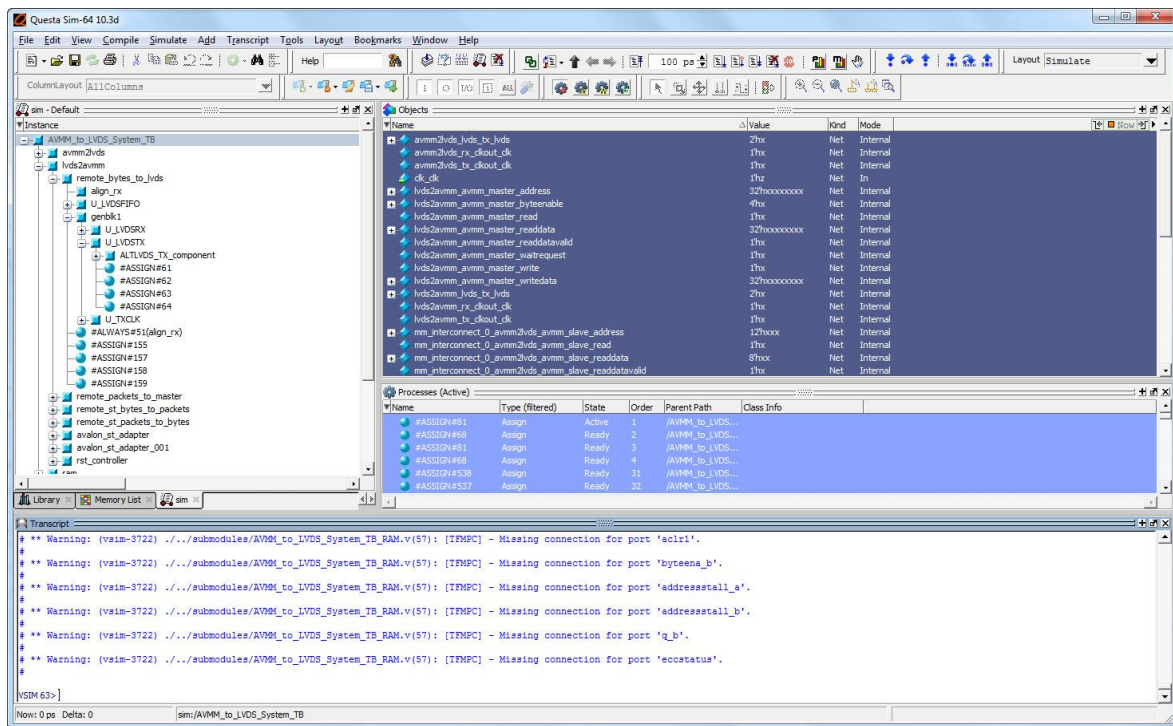 Questa Sim-64 10.3d
File Edit View Compile Simulate Add Transcript Tools Layout Bookmarks Window Help
Help 100 ps Layout Simulate
ColumnLayout AllColumns
sim - Default
Instance
AVMM_to_LVDS_System_TB
avmm2lvds
lvds2avmm
remote_bytes_to_lvds
align_rx
U_LVDSFIFO
genblk1
U_LVDSRX
U_LVDSTX
ALTLVDS_TX_component
#ASSIGN#61
#ASSIGN#62
#ASSIGN#63
#ASSIGN#64
U_TXCLK
#ALWAYS#51(align_rx)
#ASSIGN#155
#ASSIGN#157
#ASSIGN#158
#ASSIGN#159
remote_packets_to_master
remote_st_bytes_to_packets
remote_st_packets_to_bytes
avalon_st_adapter
avalon_st_adapter_001
rst_controller
ram
Library Memory List sim
Objects
Name Value Kind Mode Now
avmm2lvds_lvds_tx_lvds 2'hx Net Internal
avmm2lvds_rx_clkout_clk 1'hx Net Internal
avmm2lvds_tx_clkout_clk 1'hx Net Internal
clk_clk 1'hz Net In
lvds2avmm_avmm_master_address 32'hxxxxxxxx Net Internal
lvds2avmm_avmm_master_byteenable 4'hx Net Internal
lvds2avmm_avmm_master_read 1'hx Net Internal
lvds2avmm_avmm_master_readdata 32'hxxxxxxxx Net Internal
lvds2avmm_avmm_master_readdatavalid 1'hx Net Internal
lvds2avmm_avmm_master_waitrequest 1'hx Net Internal
lvds2avmm_avmm_master_write 1'hx Net Internal
lvds2avmm_avmm_master_writedata 32'hxxxxxxxx Net Internal
lvds2avmm_lvds_tx_lvds 2'hx Net Internal
lvds2avmm_rx_clkout_clk 1'hx Net Internal
lvds2avmm_tx_clkout_clk 1'hx Net Internal
mm_interconnect_0_avmm2lvds_avmm_slave_address 12'hxxx Net Internal
mm_interconnect_0_avmm2lvds_avmm_slave_read 1'hx Net Internal
mm_interconnect_0_avmm2lvds_avmm_slave_readdata 8'hxx Net Internal
mm_interconnect_0_avmm2lvds_avmm_slave_readdatavalid 1'hx Net Internal
Processes (Active)
Name Type (filtered) State Order Parent Path Class Info
#ASSIGN#81 Assign Active 1 /AVMM_to_LVDS...
#ASSIGN#68 Assign Ready 2 /AVMM_to_LVDS...
#ASSIGN#81 Assign Ready 3 /AVMM_to_LVDS...
#ASSIGN#68 Assign Ready 4 /AVMM_to_LVDS...
#ASSIGN#538 Assign Ready 31 /AVMM_to_LVDS...
#ASSIGN#537 Assign Ready 32 /AVMM_to_LVDS...
Transcript
# ** Warning: (vsim-3722) ./../submodules/AVMM_to_LVDS_System_TB_RAM.v(57): [TFMPC] - Missing connection for port 'aclr1'.
#
# ** Warning: (vsim-3722) ./../submodules/AVMM_to_LVDS_System_TB_RAM.v(57): [TFMPC] - Missing connection for port 'byteena_b'.
#
# ** Warning: (vsim-3722) ./../submodules/AVMM_to_LVDS_System_TB_RAM.v(57): [TFMPC] - Missing connection for port 'addressstall_a'.
#
# ** Warning: (vsim-3722) ./../submodules/AVMM_to_LVDS_System_TB_RAM.v(57): [TFMPC] - Missing connection for port 'addressstall_b'.
#
# ** Warning: (vsim-3722) ./../submodules/AVMM_to_LVDS_System_TB_RAM.v(57): [TFMPC] - Missing connection for port 'q_b'.
#
# ** Warning: (vsim-3722) ./../submodules/AVMM_to_LVDS_System_TB_RAM.v(57): [TFMPC] - Missing connection for port 'eccstatus'.
#
VSIM 63>
Now: 0 ps Delta: 0 sim:/AVMM_to_LVDS_System_TB